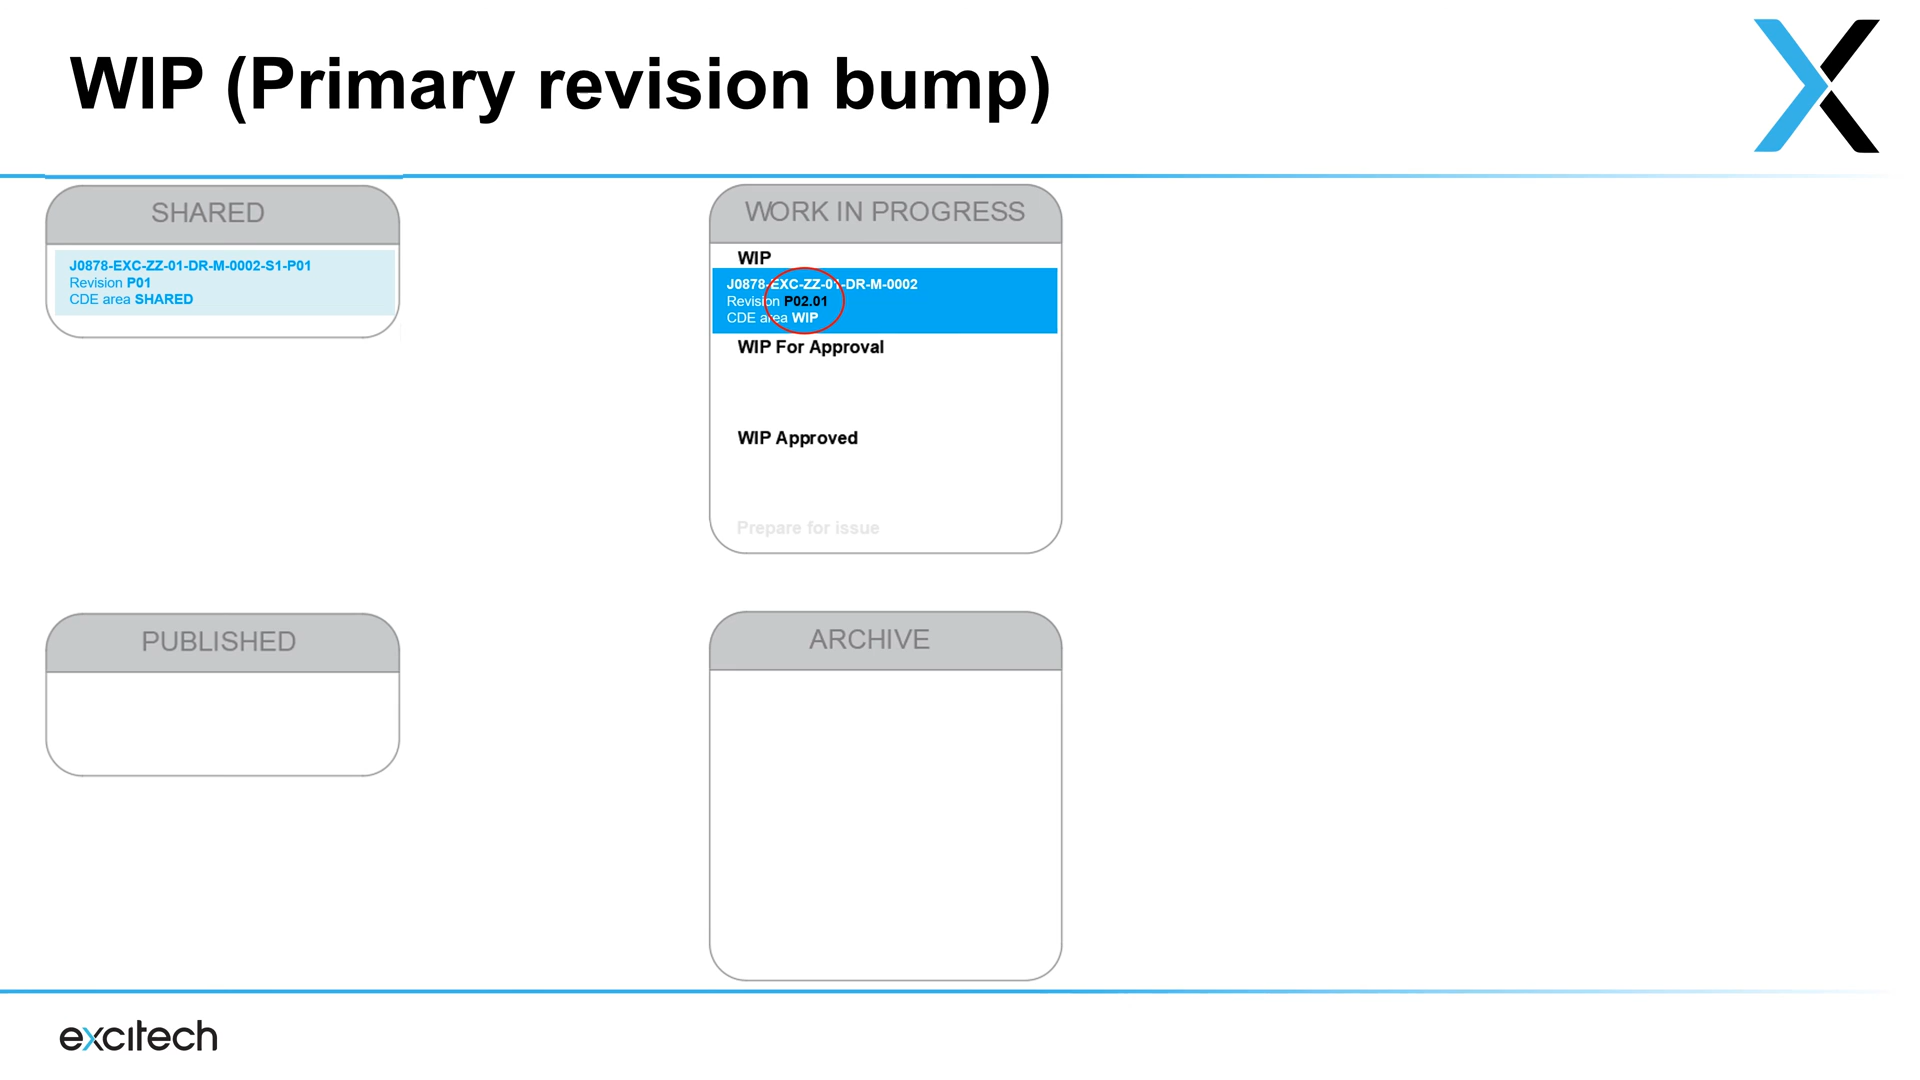 WIP (Primary revision bump)
SHARED
J0878-EXC-ZZ-01-DR-M-0002-S1-P01
Revision P01
CDE area SHARED
WORK IN PROGRESS
WIP
J0878-EXC-ZZ-01-DR-M-0002
Revision P02.01
CDE area WIP
WIP For Approval
WIP Approved
Prepare for issue
PUBLISHED
ARCHIVE
excitech